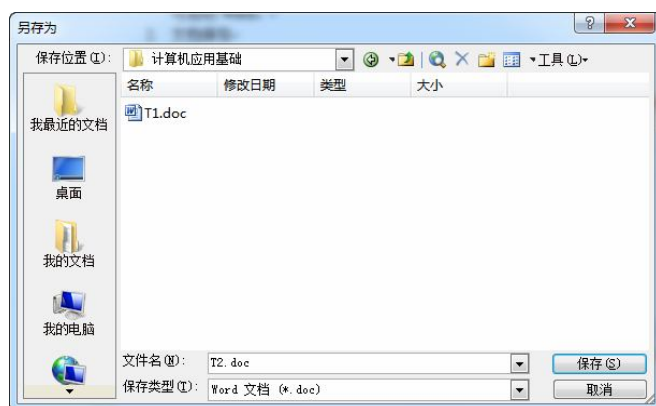 另存为
保存位置(I): 计算机应用基础 工具(L)
名称 修改日期 类型 大小
T1.doc
我最近的文档
桌面
我的文档
我的电脑
文件名(N): T2.doc 保存(S)
保存类型(T): Word 文档 (*.doc) 取消